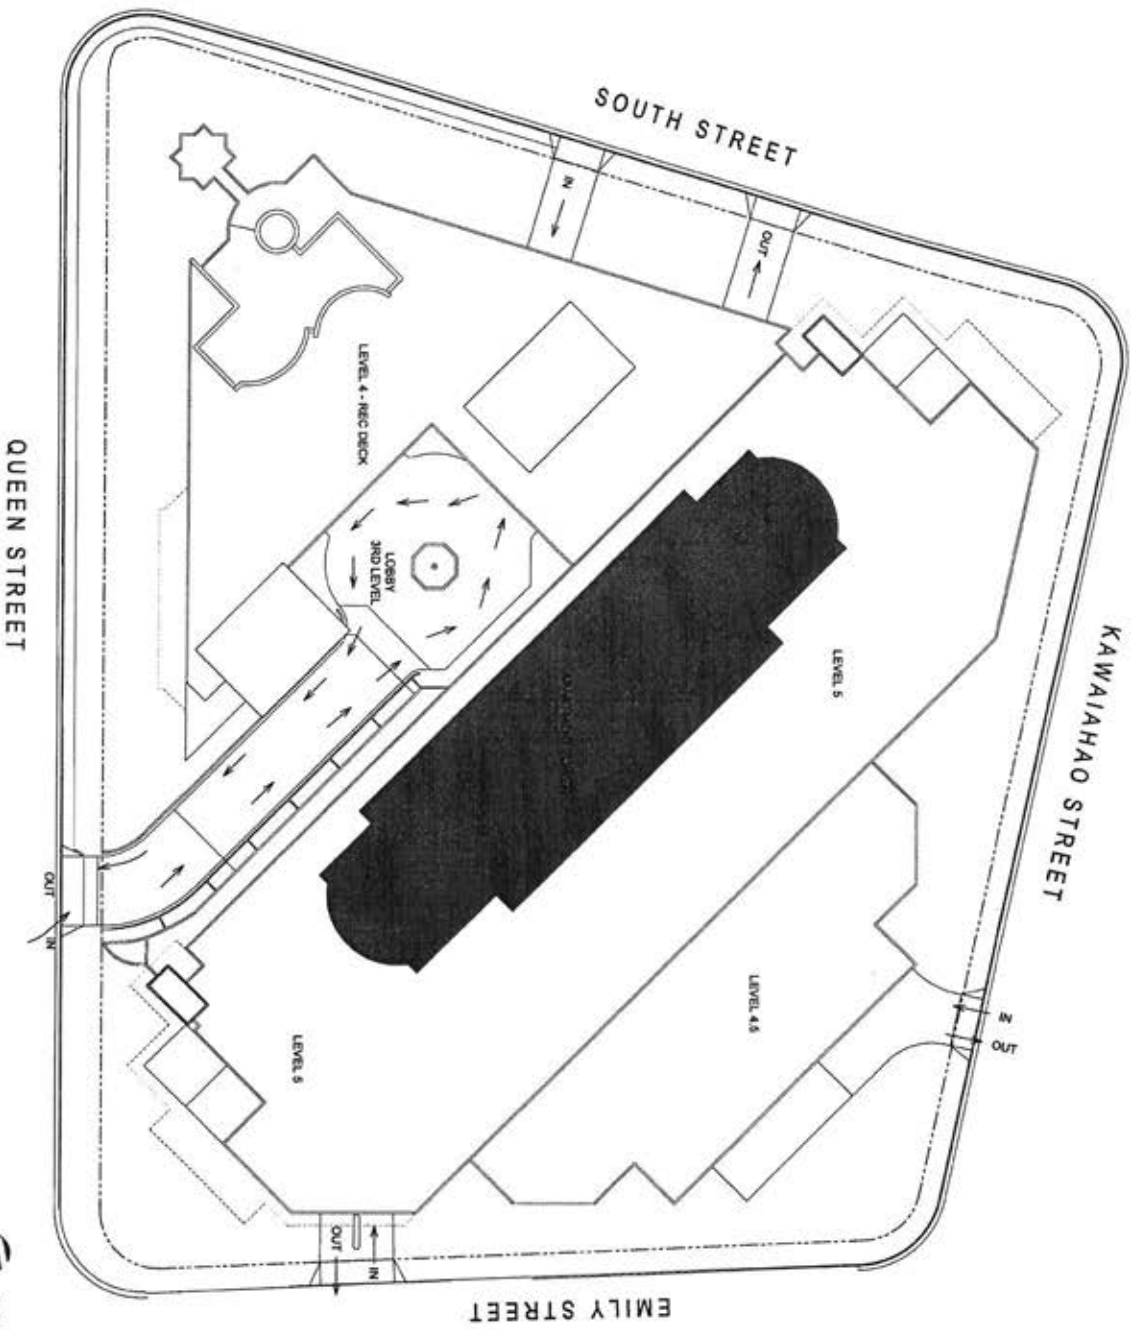 SOUTH STREET
IN
OUT
LEVEL 4 - REC DECK
LOBBY
3RD LEVEL
QUEEN STREET
KAWAIAHAO STREET
LEVEL 5
LEVEL 4.5
IN
OUT
OUT
IN
LEVEL 5
OUT
IN
EMILY STREET